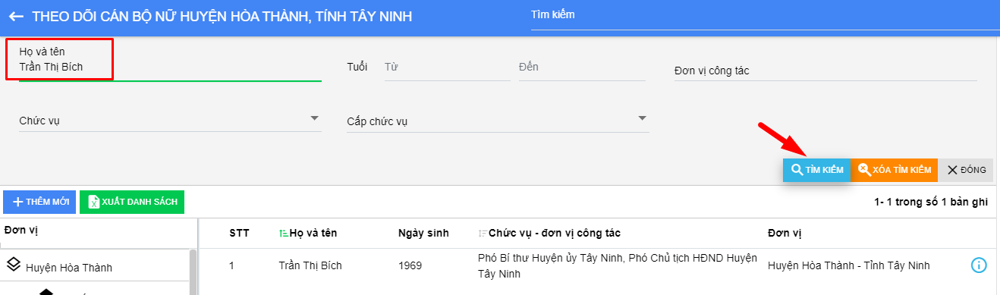 THEO DÕI CÁN BỘ NỮ HUYỆN HÒA THÀNH, TÍNH TÂY NINH
Tìm kiếm
Họ và tên
Trần Thị Bích
Tuổi Từ Đến
Đơn vị công tác
Chức vụ
Cấp chức vụ
TÌM KIẾM XÓA TÌM KIẾM ĐÓNG
THÊM MỚI XUẤT DANH SÁCH
1- 1 trong số 1 bản ghi
Đơn vị
STT Họ và tên Ngày sinh Chức vụ - đơn vị công tác Đơn vị
Huyện Hòa Thành
1 Trần Thị Bích 1969 Phó Bí thư Huyện ủy Tây Ninh, Phó Chủ tịch HĐND Huyện
Tây Ninh
Huyện Hòa Thành - Tỉnh Tây Ninh